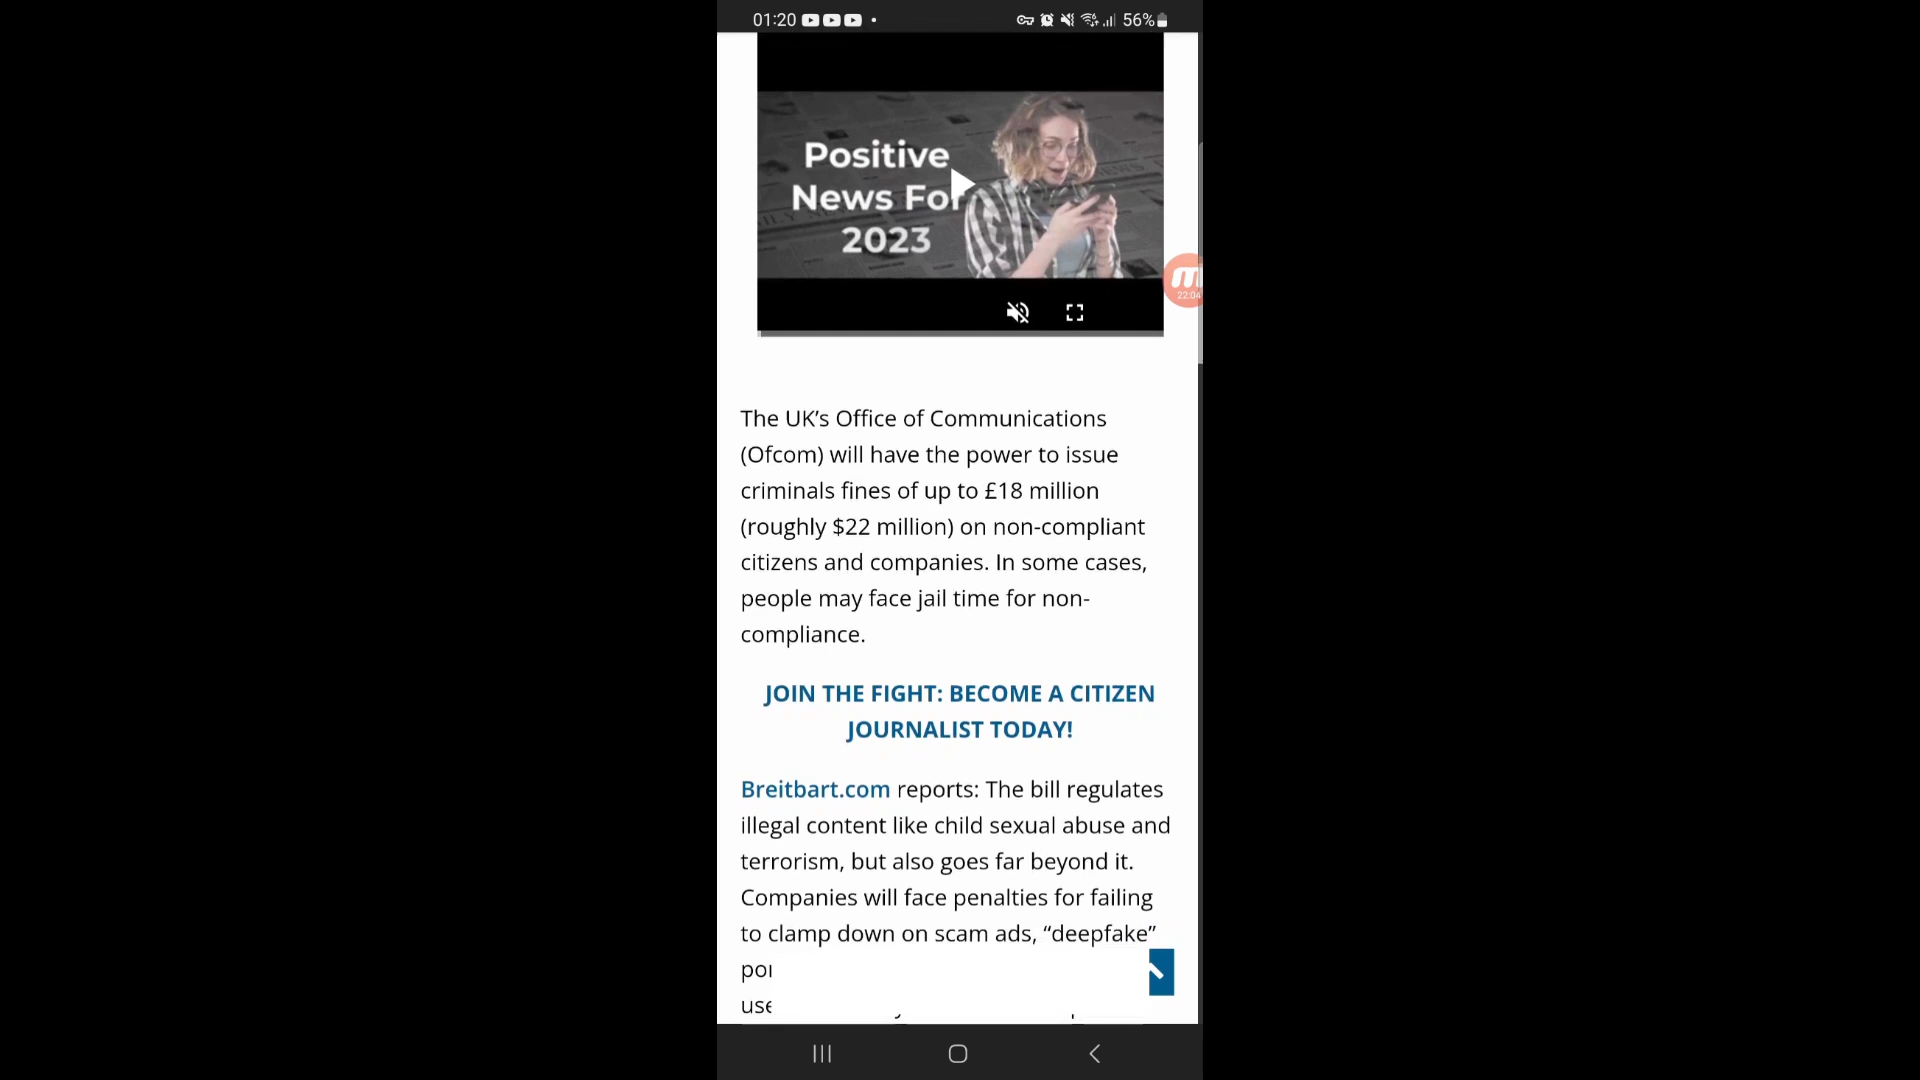 01:20
56%
Positive
News For
2023
22:04
The UK’s Office of Communications
(Ofcom) will have the power to issue
criminals fines of up to £18 million
(roughly $22 million) on non-compliant
citizens and companies. In some cases,
people may face jail time for non-
compliance.
JOIN THE FIGHT: BECOME A CITIZEN
JOURNALIST TODAY!
Breitbart.com reports: The bill regulates
illegal content like child sexual abuse and
terrorism, but also goes far beyond it.
Companies will face penalties for failing
to clamp down on scam ads, “deepfake”